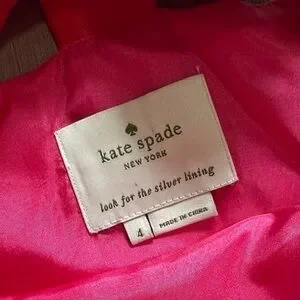 kate spade
NEW YORK
look for the silver lining
4
MADE IN CHINA